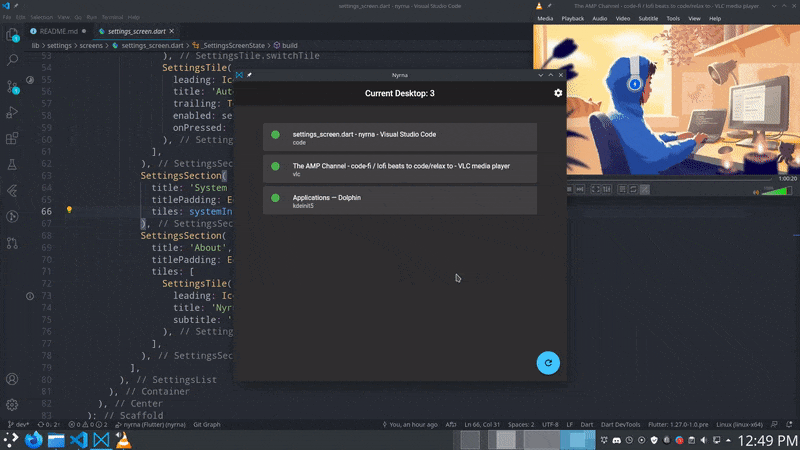 settings_screen.dart - nyrna - Visual Studio Code
File Edit Selection View Go Run Terminal Help
README.md
settings_screen.dart
lib > settings > screens > settings_screen.dart > _SettingsScreenState > build
53 ), // SettingsTile.switchTile
54 SettingsTile(
55 leading: Ic
56 title: 'Aut
57 trailing: T
58 enabled: se
59 onPressed:
60 ), // Setting
61 ],
62 ), // SettingsSec
63 SettingsSection(
64 title: 'System
65 titlePadding: E
66 tiles: systemIn
67 ), // SettingsSec
68 SettingsSection(
69 title: 'About',
70 titlePadding: E
71 tiles: [
72 SettingsTile(
73 leading: Ico
74 title: 'Nyr
75 subtitle: '
76 ), // Setting
77 ],
78 ), // SettingsSec
79 ],
80 ), // SettingsList
81 ), // Container
82 ), // Center
83 ); // Scaffold
dev*
0↓ 2↑
0 0 2
nyrna (Flutter) (nyrna)
Git Graph
You, an hour ago
Ln 66, Col 31
Spaces: 2
UTF-8
LF
Dart
Dart DevTools
Flutter: 1.27.0-1.0.pre
Linux (linux-x64)
Nyrna
Current Desktop: 3
settings_screen.dart - nyrna - Visual Studio Code
code
The AMP Channel - code-fi / lofi beats to code/relax to - VLC media player
vlc
Applications — Dolphin
kdeinit5
The AMP Channel - code-fi / lofi beats to code/relax to - VLC media player
Media Playback Audio Video Subtitle Tools View Help
1:00:20
12:49 PM